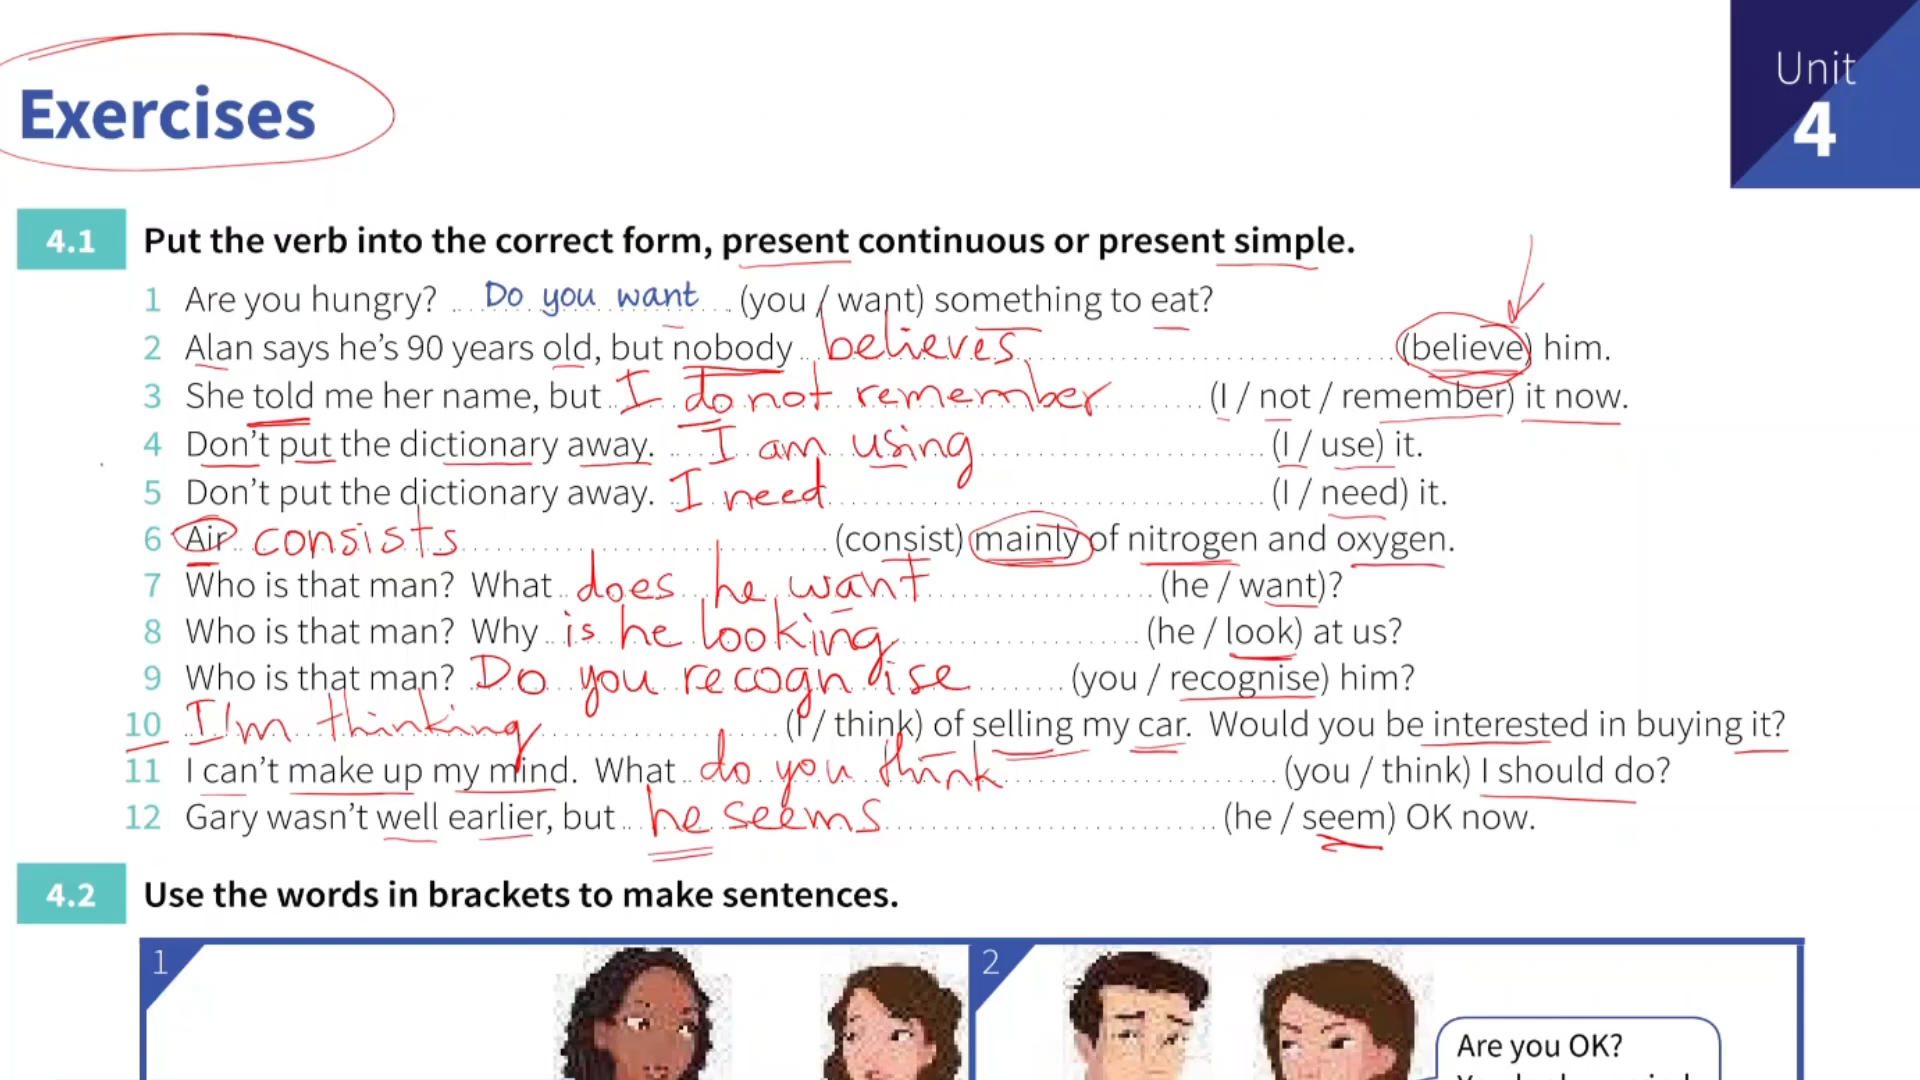 Exercises
Unit
4
4.1 Put the verb into the correct form, present continuous or present simple.
1 Are you hungry? Do you want (you / want) something to eat?
2 Alan says he's 90 years old, but nobody believes (believe) him.
3 She told me her name, but I do not remember (I / not / remember) it now.
4 Don't put the dictionary away. I am using (I / use) it.
5 Don't put the dictionary away. I need (I / need) it.
6 Air consists (consist) mainly of nitrogen and oxygen.
7 Who is that man? What does he want (he / want)?
8 Who is that man? Why is he looking (he / look) at us?
9 Who is that man? Do you recognise (you / recognise) him?
10 I'm thinking (I / think) of selling my car. Would you be interested in buying it?
11 I can't make up my mind. What do you think (you / think) I should do?
12 Gary wasn't well earlier, but he seems (he / seem) OK now.
4.2 Use the words in brackets to make sentences.
1
2
Are you OK?